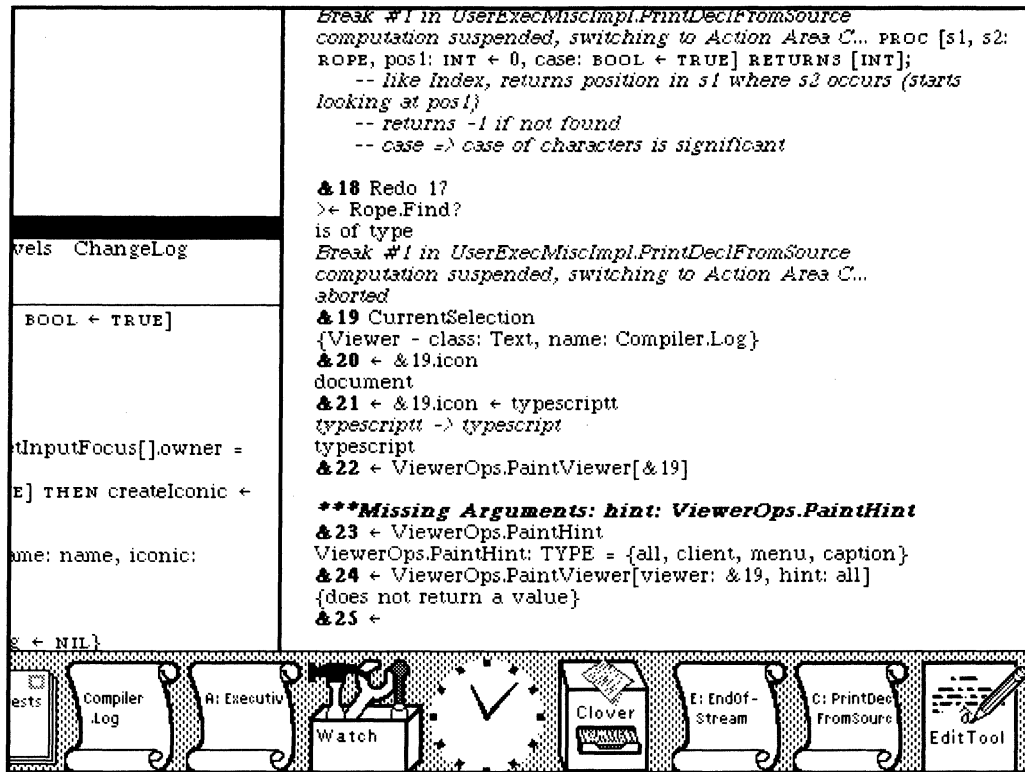 Break #1 in UserExecMiscImpl.PrintDeclFromSource
computation suspended, switching to Action Area C... PROC [s1, s2:
ROPE, pos1: INT ← 0, case: BOOL ← TRUE] RETURNS [INT];
-- like Index, returns position in s1 where s2 occurs (starts
looking at pos1)
-- returns -1 if not found
-- case => case of characters is significant
&18 Redo 17
>← Rope.Find?
is of type
Break #1 in UserExecMiscImpl.PrintDeclFromSource
computation suspended, switching to Action Area C...
aborted
&19 CurrentSelection
{Viewer - class: Text, name: Compiler.Log}
&20 ← &19.icon
document
&21 ← &19.icon ← typescriptt
typescriptt -> typescript
typescript
&22 ← ViewerOps.PaintViewer[&19]
***Missing Arguments: hint: ViewerOps.PaintHint
&23 ← ViewerOps.PaintHint
ViewerOps.PaintHint: TYPE = {all, client, menu, caption}
&24 ← ViewerOps.PaintViewer[viewer: &19, hint: all]
{does not return a value}
&25 ←
vels ChangeLog
BOOL ← TRUE]
tInputFocus[].owner =
E] THEN createIconic ←
ame: name, iconic:
g ← NIL}
ests
Compiler
.Log
A: Executiv
Watch
Clover
E: EndOf-
Stream
C: PrintDec
FromSourc
EditTool